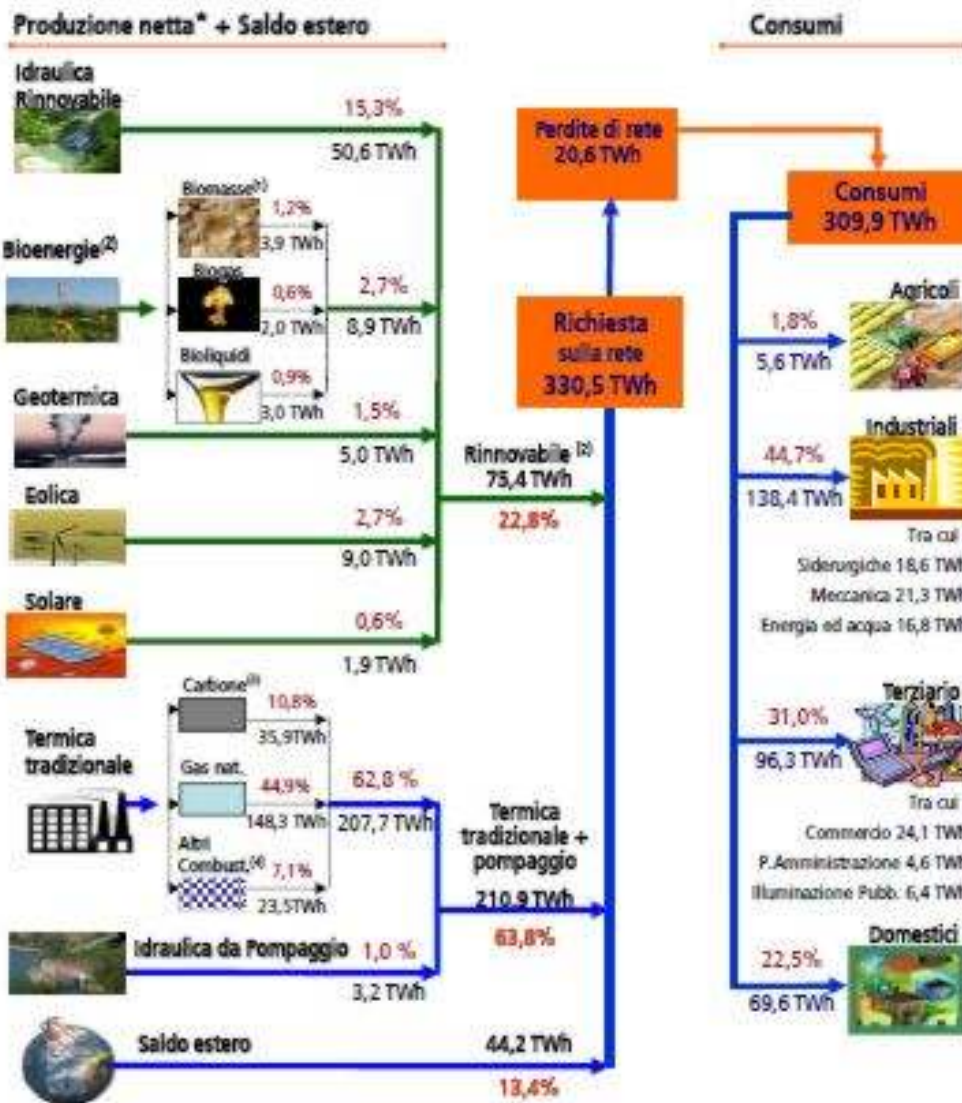 Produzione netta* + Saldo estero
Idraulica
Rinnovabile
15,3%
50,6 TWh
Bioenergie(2)
Biomasse(1)
1,2%
3,9 TWh
Biogas
0,6%
2,0 TWh
Bioliquidi
0,9%
3,0 TWh
2,7%
8,9 TWh
Geotermica
1,5%
5,0 TWh
Eolica
2,7%
9,0 TWh
Solare
0,6%
1,9 TWh
Rinnovabile (2)
75,4 TWh
22,8%
Termica
tradizionale
Carbone(3)
10,8%
35,9TWh
Gas nat.
44,9%
148,3 TWh
Altri
Combust.(4)
7,1%
23,5TWh
62,8 %
207,7 TWh
Idraulica da Pompaggio
1,0 %
3,2 TWh
Termica
tradizionale +
pompaggio
210,9 TWh
63,8%
Saldo estero
44,2 TWh
13,4%
Richiesta
sulla rete
330,5 TWh
Perdite di rete
20,6 TWh
Consumi
Consumi
309,9 TWh
Agricoli
1,8%
5,6 TWh
Industriali
44,7%
138,4 TWh
Tra cui
Siderurgiche 18,6 TWh
Meccanica 21,3 TWh
Energia ed acqua 16,8 TWh
Terziario
31,0%
96,3 TWh
Tra cui
Commercio 24,1 TWh
P.Amministrazione 4,6 TWh
Illuminazione Pubb. 6,4 TWh
Domestici
22,5%
69,6 TWh